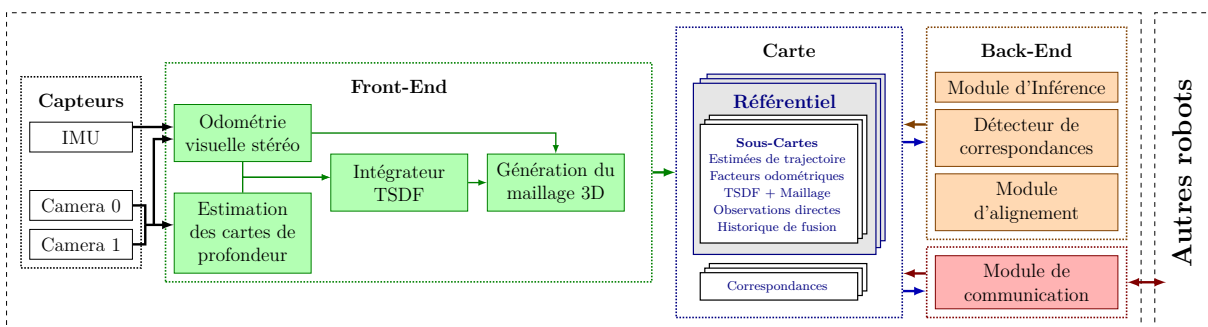 Capteurs
IMU
Camera 0
Camera 1
Front-End
Odométrie
visuelle stéréo
Estimation
des cartes de
profondeur
Intégrateur
TSDF
Génération du
maillage 3D
Carte
Référentiel
Sous-Cartes
Estimées de trajectoire
Facteurs odométriques
TSDF + Maillage
Observations directes
Historique de fusion
Correspondances
Back-End
Module d'Inférence
Détecteur de
correspondances
Module
d'alignement
Module de
communication
Autres robots